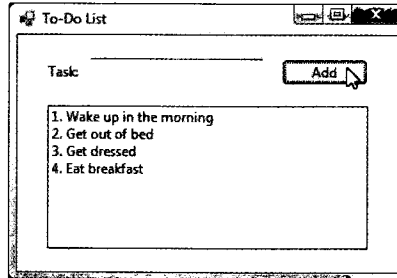 To-Do List
Task:
Add
1. Wake up in the morning
2. Get out of bed
3. Get dressed
4. Eat breakfast